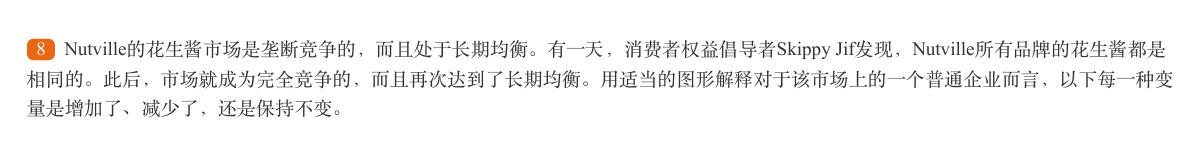 8 Nutville的花生酱市场是垄断竞争的，而且处于长期均衡。有一天，消费者权益倡导者Skippy Jif发现，Nutville所有品牌的花生酱都是
相同的。此后，市场就成为完全竞争的，而且再次达到了长期均衡。用适当的图形解释对于该市场上的一个普通企业而言，以下每一种变
量是增加了、减少了，还是保持不变。